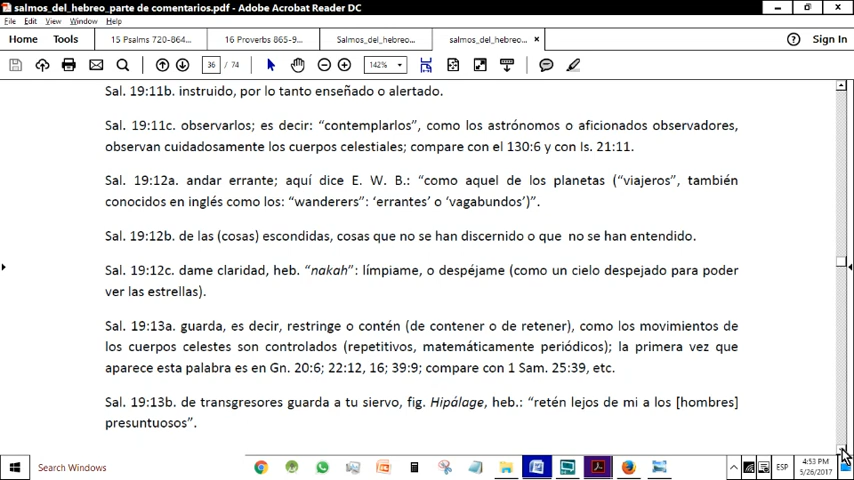 salmos_del_hebreo_parte de comentarios.pdf - Adobe Acrobat Reader DC
File Edit View Window Help
Home Tools 15 Psalms 720-864... 16 Proverbs 865-9... Salmos_del_hebreo... salmos_del_hebreo... × Sign In
36 / 74 142%
Sal. 19:11b. instruido, por lo tanto enseñado o alertado.
Sal. 19:11c. observarlos; es decir: “contemplarlos”, como los astrónomos o aficionados observadores,
observan cuidadosamente los cuerpos celestiales; compare con el 130:6 y con Is. 21:11.
Sal. 19:12a. andar errante; aquí dice E. W. B.: “como aquel de los planetas (“viajeros”, también
conocidos en inglés como los: “wanderers”: ‘errantes’ o ‘vagabundos’)”.
Sal. 19:12b. de las (cosas) escondidas, cosas que no se han discernido o que no se han entendido.
Sal. 19:12c. dame claridad, heb. “nakah”: límpiame, o despéjame (como un cielo despejado para poder
ver las estrellas).
Sal. 19:13a. guarda, es decir, restringe o contén (de contener o de retener), como los movimientos de
los cuerpos celestes son controlados (repetitivos, matemáticamente periódicos); la primera vez que
aparece esta palabra es en Gn. 20:6; 22:12, 16; 39:9; compare con 1 Sam. 25:39, etc.
Sal. 19:13b. de transgresores guarda a tu siervo, fig. Hipálage, heb.: “retén lejos de mi a los [hombres]
presuntuosos”.
Search Windows
ESP
4:53 PM
5/26/2017